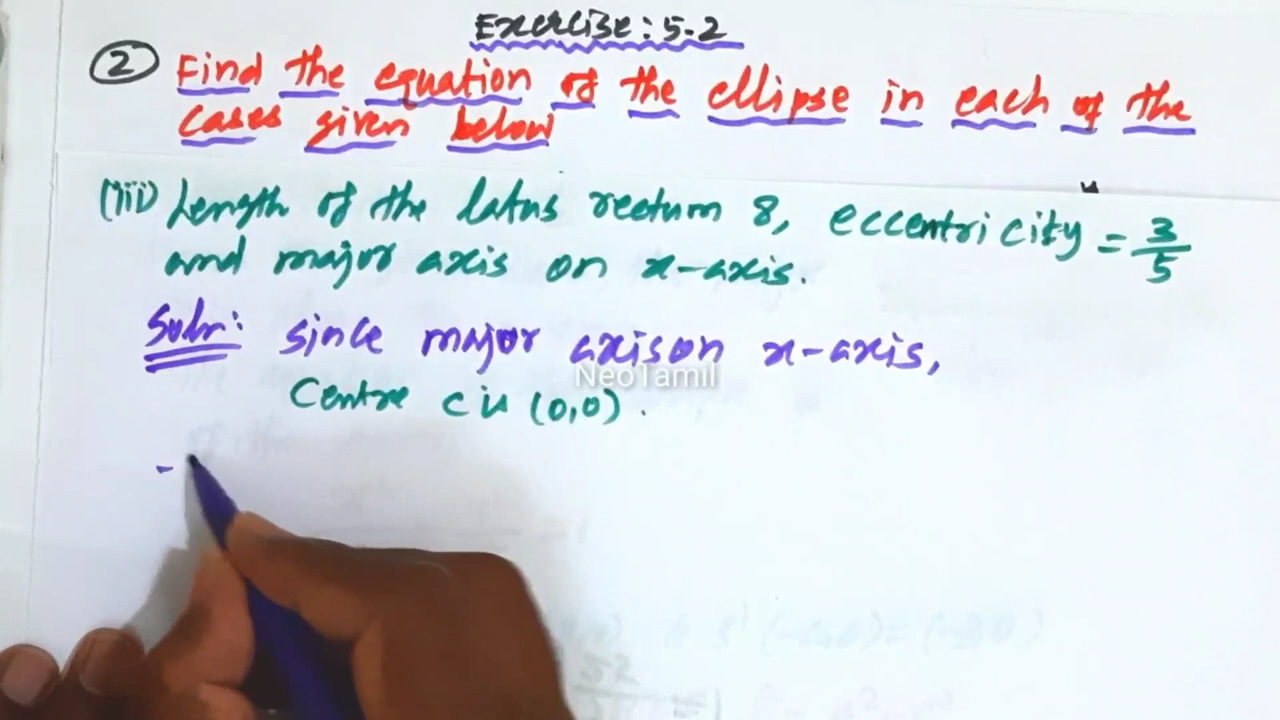 Exercise: 5.2
② Find the equation of the ellipse in each of the
cases given below
(iii) Length of the latus rectum 8, eccentricity = 3/5
and major axis on x-axis.
Soln: Since major axis on x-axis,
NeoTamil
Centre C is (0,0).